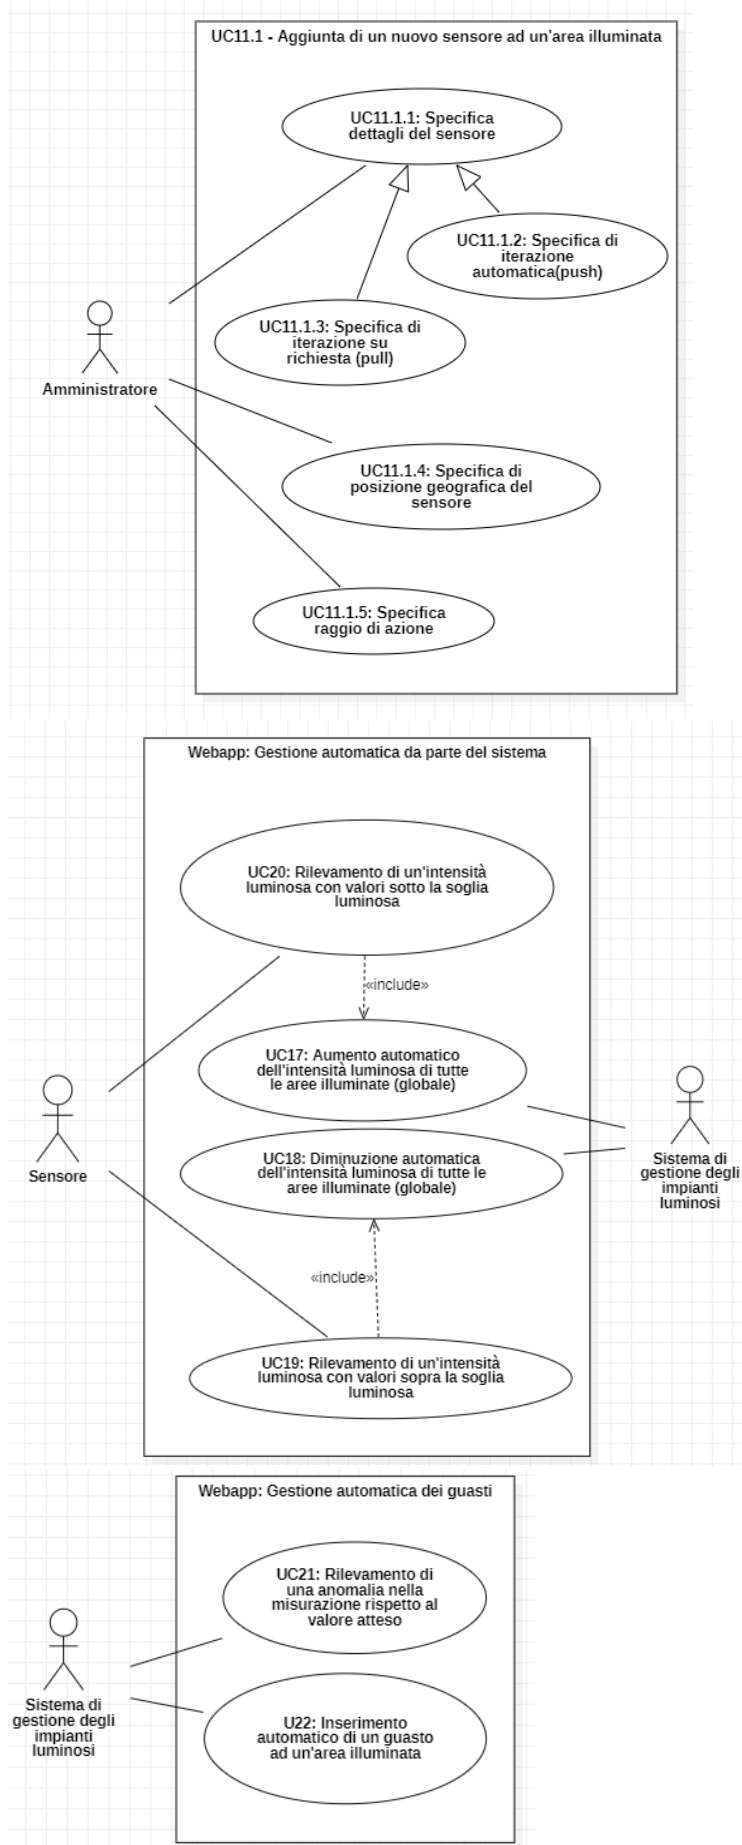 UC11.1 - Aggiunta di un nuovo sensore ad un'area illuminata
UC11.1.1: Specifica
dettagli del sensore
UC11.1.2: Specifica di
iterazione
automatica(push)
UC11.1.3: Specifica di
iterazione su
richiesta (pull)
Amministratore
UC11.1.4: Specifica di
posizione geografica del
sensore
UC11.1.5: Specifica
raggio di azione
Webapp: Gestione automatica da parte del sistema
UC20: Rilevamento di un'intensità
luminosa con valori sotto la soglia
luminosa
«include»
UC17: Aumento automatico
dell'intensità luminosa di tutte
le aree illuminate (globale)
UC18: Diminuzione automatica
dell'intensità luminosa di tutte le
aree illuminate (globale)
Sensore
Sistema di
gestione degli
impianti
luminosi
«include»
UC19: Rilevamento di un'intensità
luminosa con valori sopra la soglia
luminosa
Webapp: Gestione automatica dei guasti
UC21: Rilevamento di
una anomalia nella
misurazione rispetto al
valore atteso
Sistema di
gestione degli
impianti
luminosi
U22: Inserimento
automatico di un guasto
ad un'area illuminata